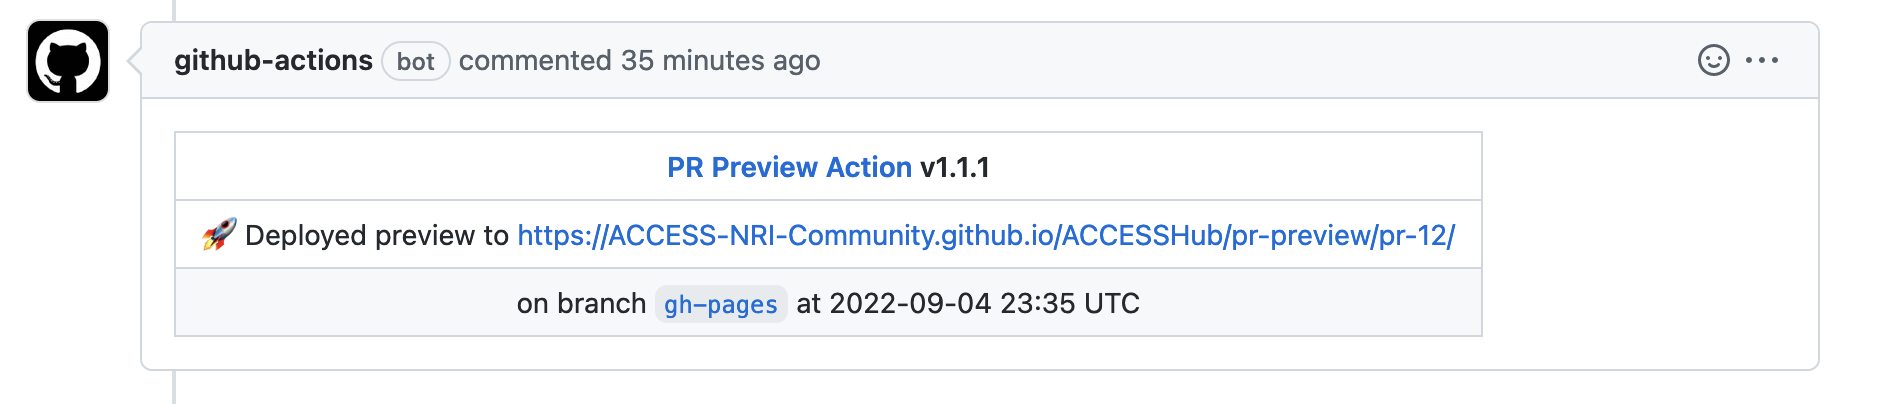 github-actions bot commented 35 minutes ago
PR Preview Action v1.1.1
🚀 Deployed preview to https://ACCESS-NRI-Community.github.io/ACCESSHub/pr-preview/pr-12/
on branch gh-pages at 2022-09-04 23:35 UTC